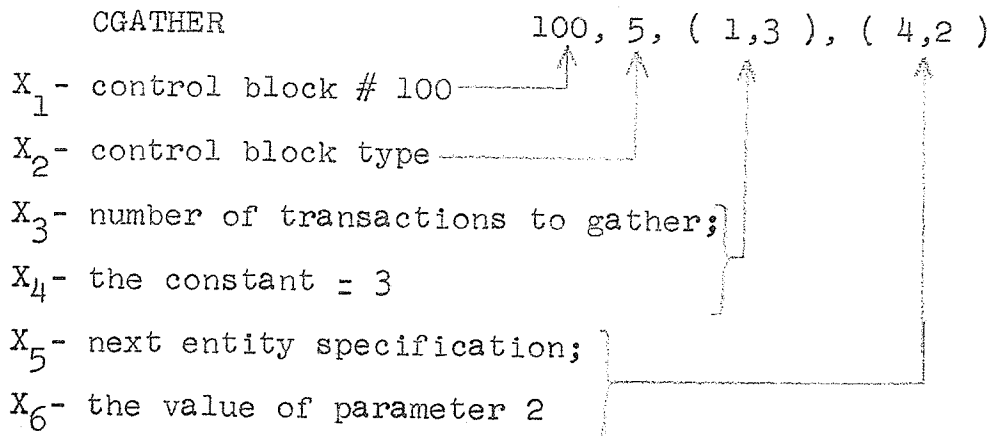 CGATHER 100, 5, ( 1,3 ), ( 4,2 )
X1- control block # 100
X2- control block type
X3- number of transactions to gather;
X4- the constant = 3
X5- next entity specification;
X6- the value of parameter 2